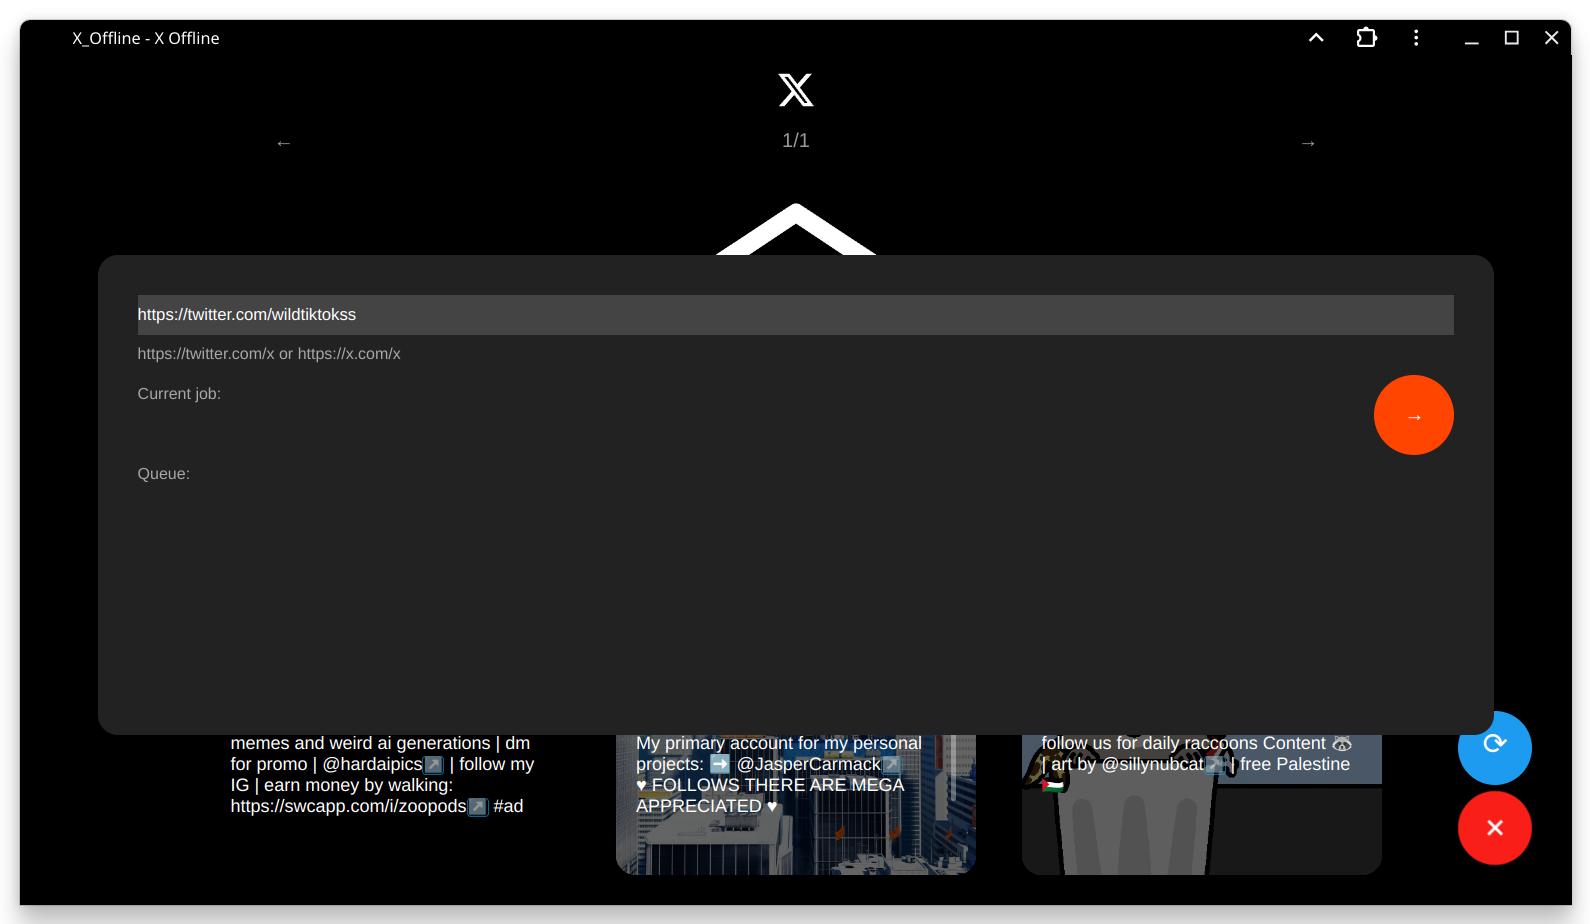 X_Offline - X Offline
←
1/1
→
https://twitter.com/wildtiktokss
https://twitter.com/x or https://x.com/x
Current job:
→
Queue:
memes and weird ai generations | dm
for promo | @hardaipics↗️ | follow my
IG | earn money by walking:
https://swcapp.com/i/zoopods↗️ #ad
My primary account for my personal
projects: ➡️ @JasperCarmack↗️
♥ FOLLOWS THERE ARE MEGA
APPRECIATED ♥
follow us for daily raccoons Content 🦝
| art by @sillynubcat↗️ | free Palestine
🇵🇸